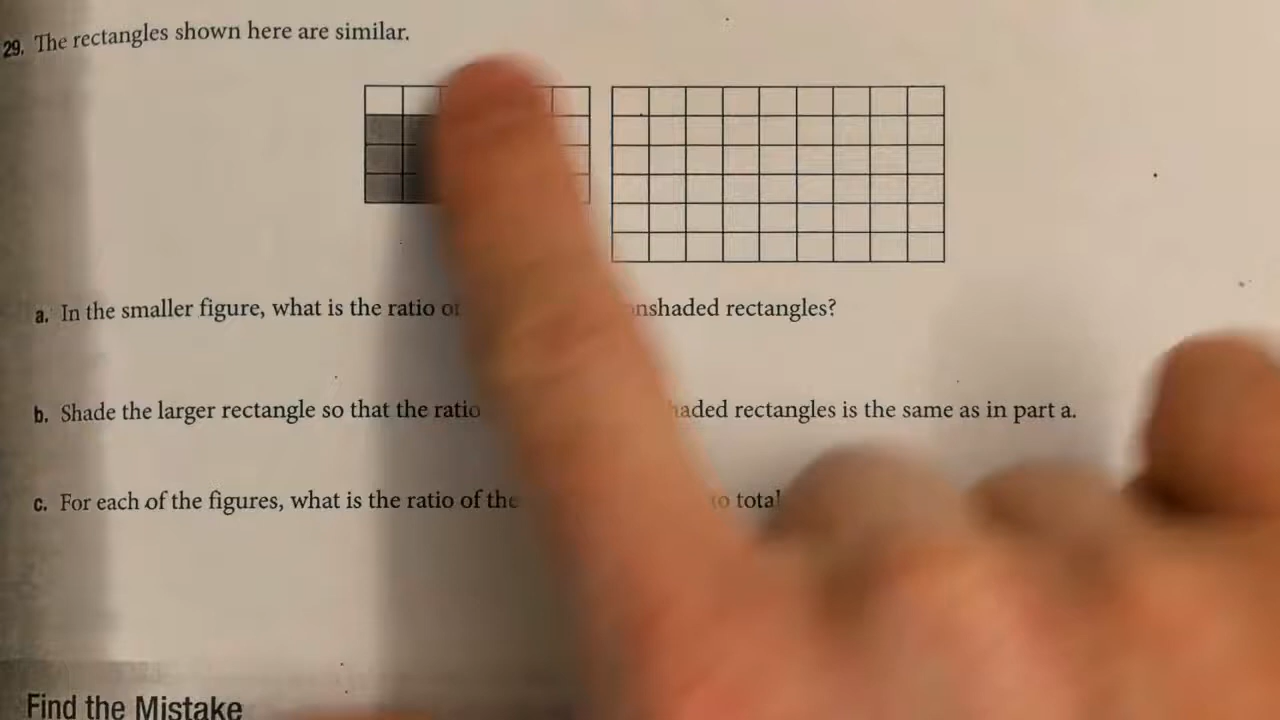 29. The rectangles shown here are similar.
a. In the smaller figure, what is the ratio nshaded rectangles?
b. Shade the larger rectangle so that the ratio haded rectangles is the same as in part a.
c. For each of the figures, what is the ratio of the to total
Find the Mistake